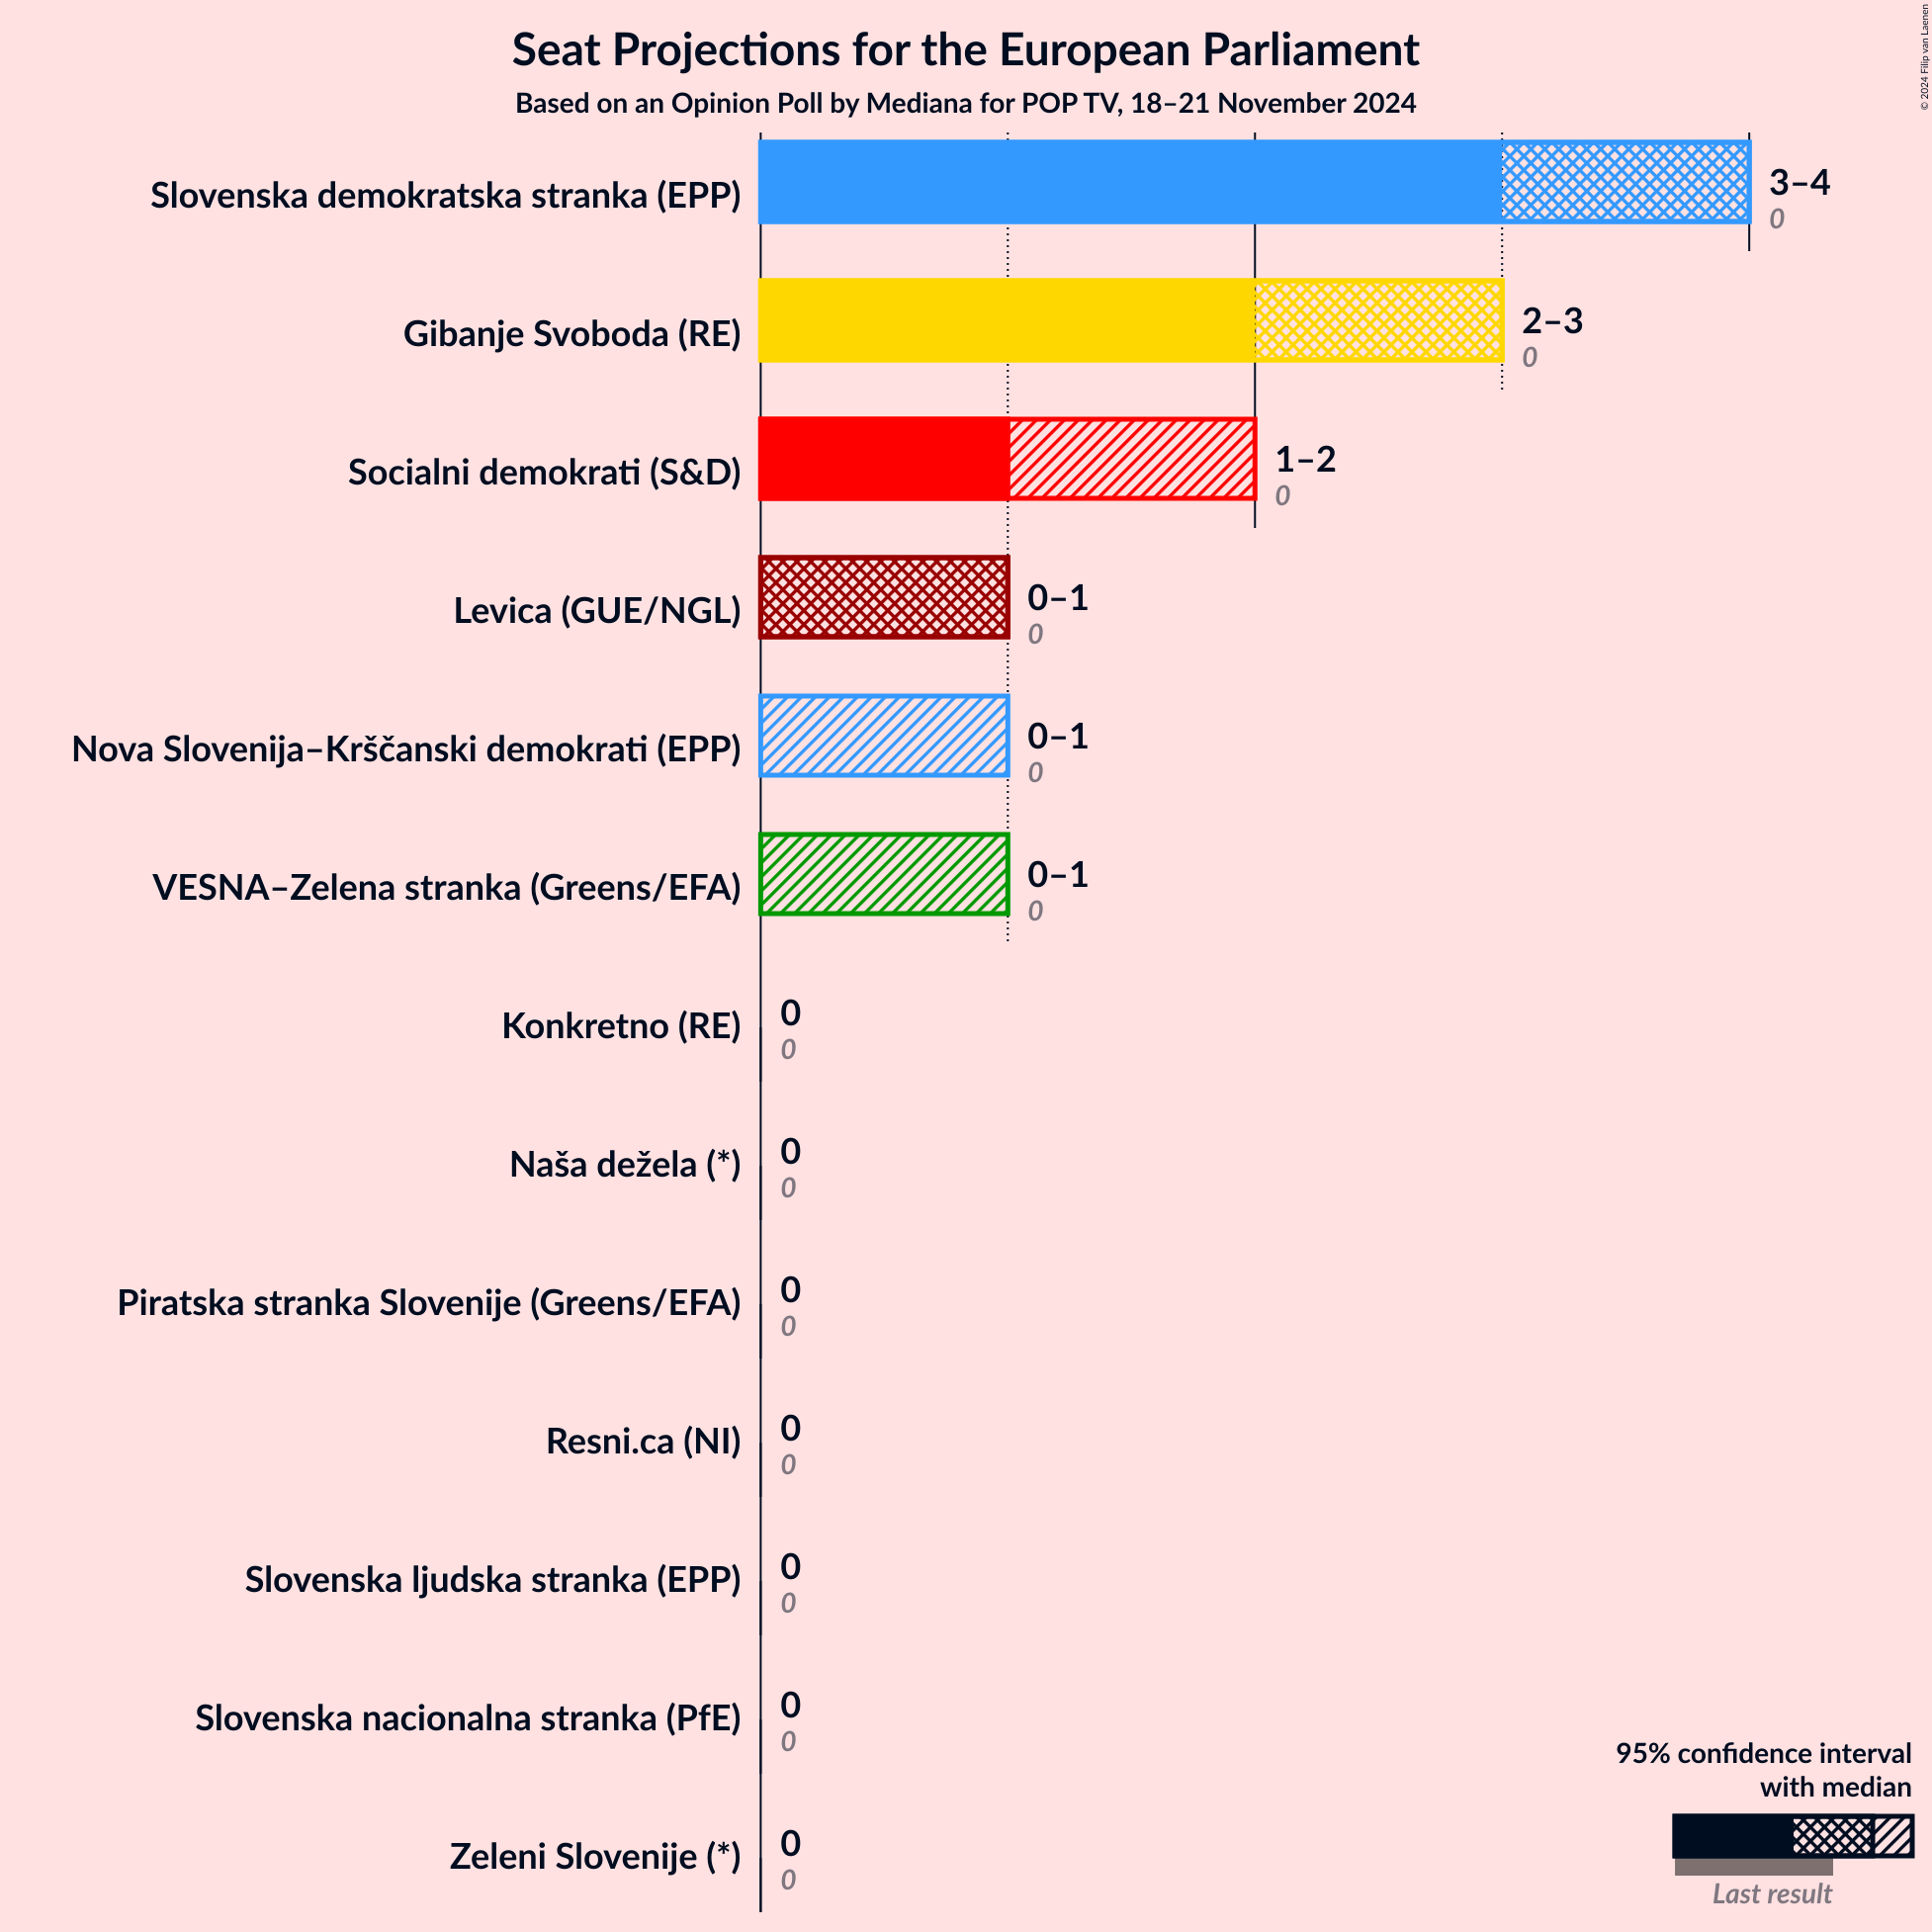 Seat Projections for the European Parliament
Based on an Opinion Poll by Mediana for POP TV, 18–21 November 2024
© 2024 Filip van Laenen
Slovenska demokratska stranka (EPP)
3–4
0
Gibanje Svoboda (RE)
2–3
0
Socialni demokrati (S&D)
1–2
0
Levica (GUE/NGL)
0–1
0
Nova Slovenija–Krščanski demokrati (EPP)
0–1
0
VESNA–Zelena stranka (Greens/EFA)
0–1
0
Konkretno (RE)
0
0
Naša dežela (*)
0
0
Piratska stranka Slovenije (Greens/EFA)
0
0
Resni.ca (NI)
0
0
Slovenska ljudska stranka (EPP)
0
0
Slovenska nacionalna stranka (PfE)
0
0
Zeleni Slovenije (*)
0
0
95% confidence interval
with median
Last result